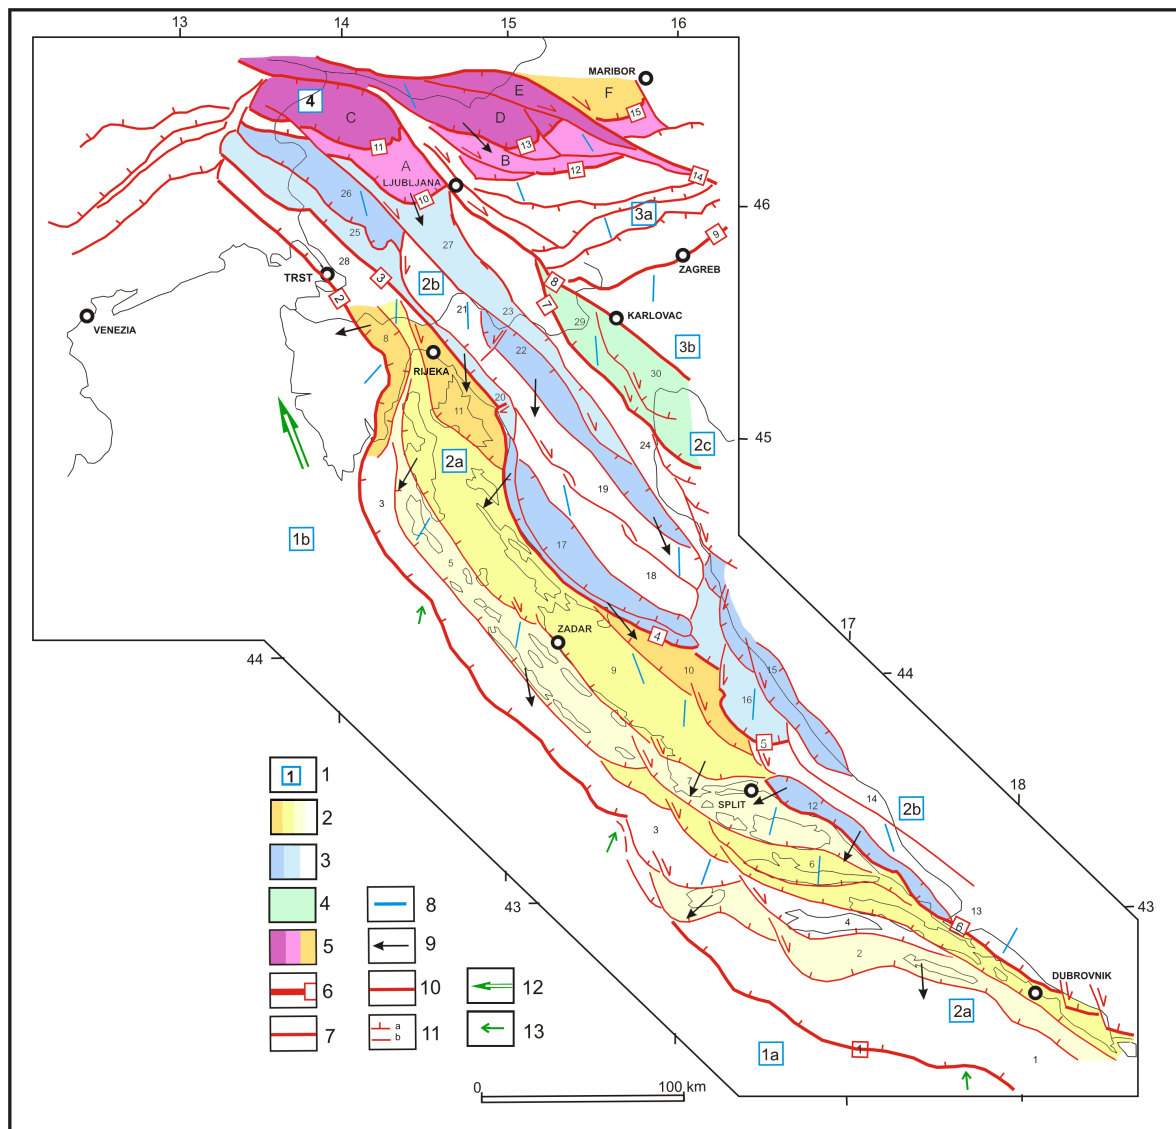 13 14 15 16
MARIBOR
E
F
4
C
D
15
11
13
B
12
A
14
LJUBLJANA
10
26
3a
46
25
27
9
28
3
2b
8
ZAGREB
TRST
2
7
21
23
29
KARLOVAC
VENEZIA
8
22
3b
RIJEKA
30
20
11
2a
24
2c
45
3
19
1b
17
5
18
ZADAR
4
17
44
9
10
15
44
16
5
18
7
1
1
SPLIT
12
14
2b
2
3
3
6
43
8
43
4
4
13
6
5
9
2
DUBROVNIK
6
10
12
2a
7
a
b
11
13
1a
1
1
0
100 km